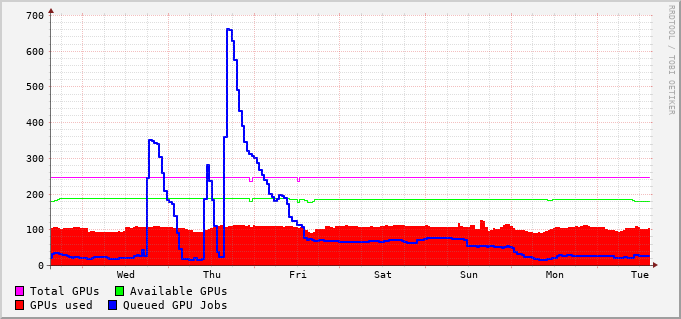 700
600
500
400
300
200
100
0
Wed Thu Fri Sat Sun Mon Tue
Total GPUs Available GPUs
GPUs used Queued GPU Jobs
RRDTOOL / TOBI OETIKER